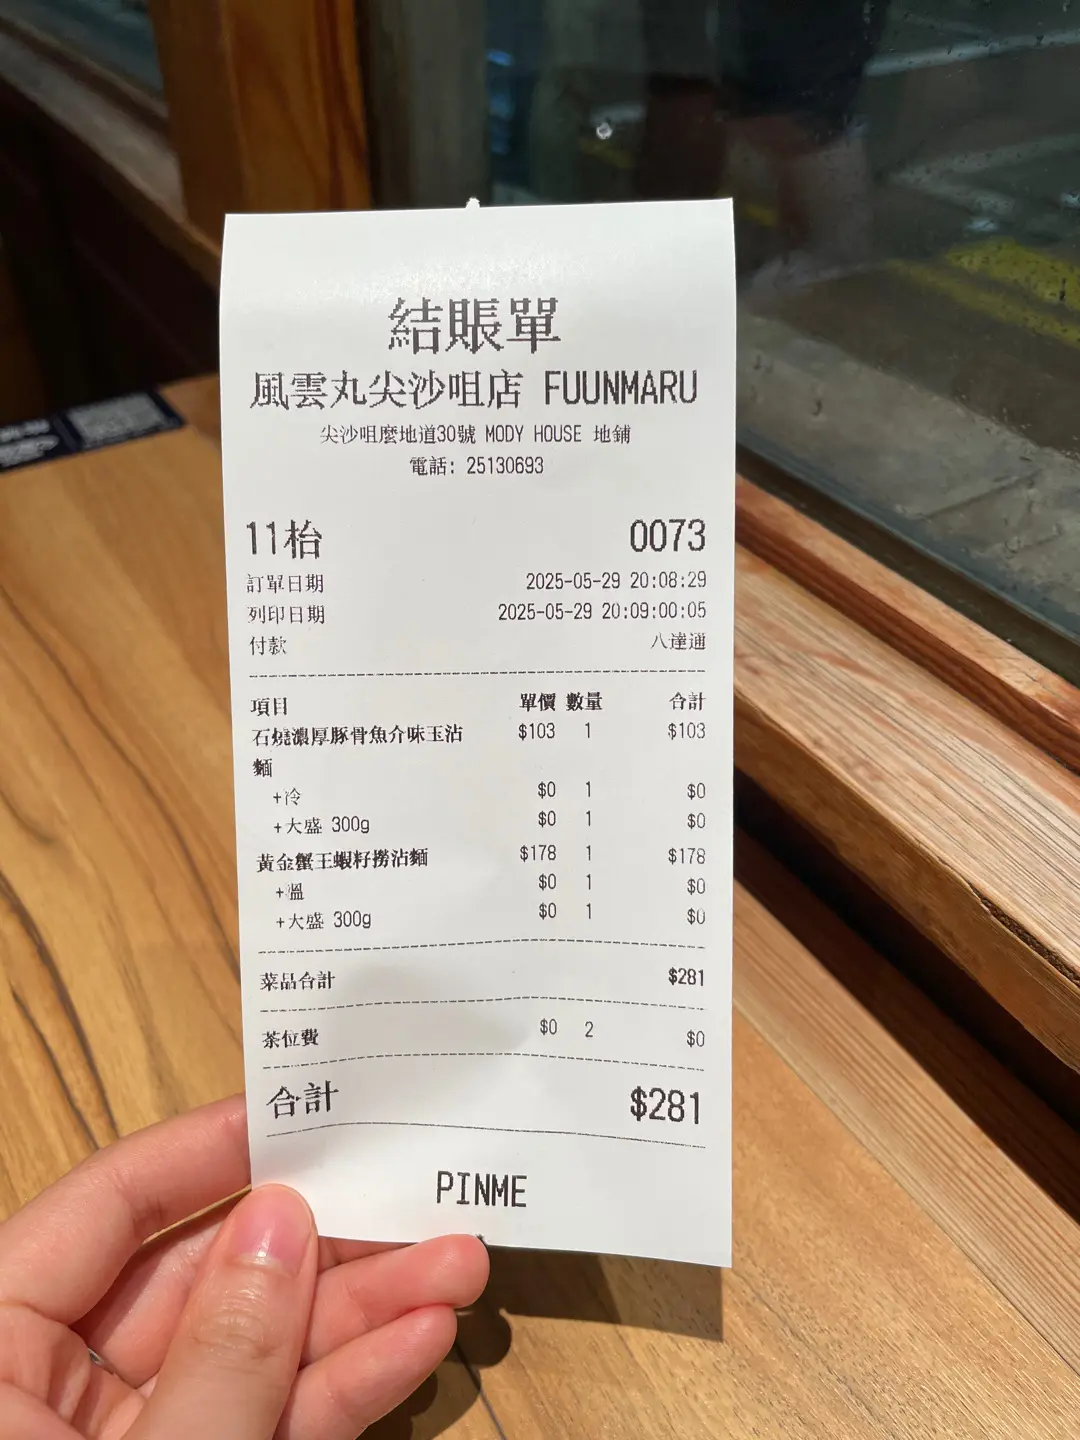 結賬單
風雲丸尖沙咀店 FUUNMARU
尖沙咀麼地道30號 MODY HOUSE 地鋪
電話: 25130693
11枱 0073
訂單日期 2025-05-29 20:08:29
列印日期 2025-05-29 20:09:00:05
付款 八達通
項目 單價 數量 合計
石燒濃厚豚骨魚介味玉沾 $103 1 $103
麵
+冷 $0 1 $0
+大盛 300g $0 1 $0
黃金蟹王蝦籽撈沾麵 $178 1 $178
+溫 $0 1 $0
+大盛 300g $0 1 $0
菜品合計 $281
茶位費 $0 2 $0
合計 $281
PINME